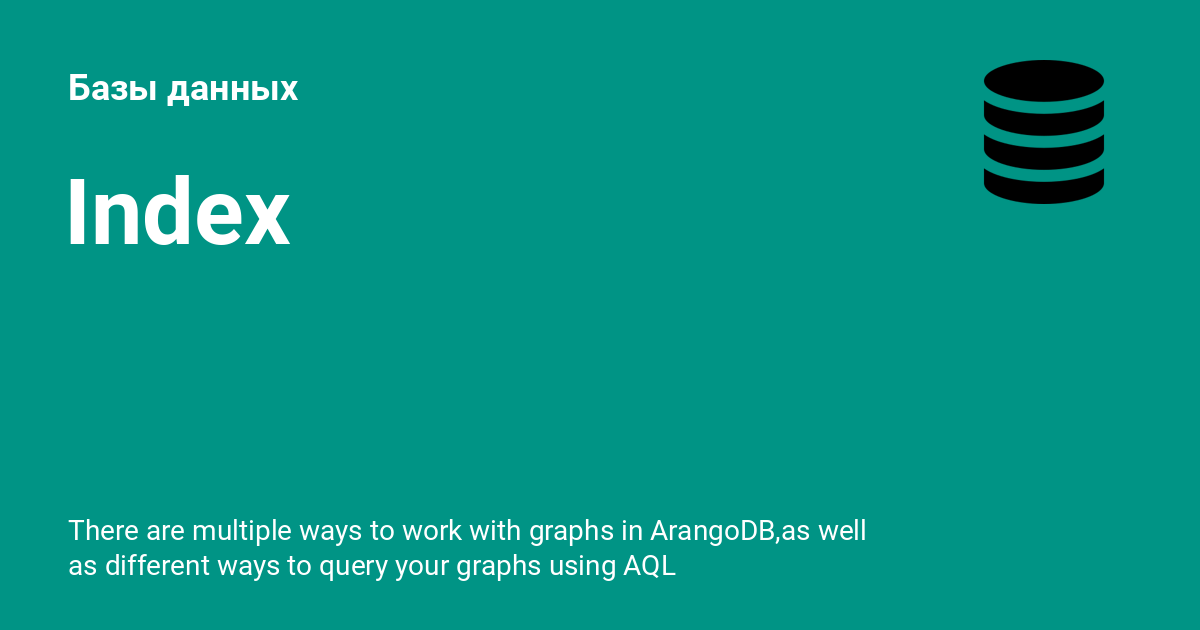 Базы данных
Index
There are multiple ways to work with graphs in ArangoDB,as well
as different ways to query your graphs using AQL